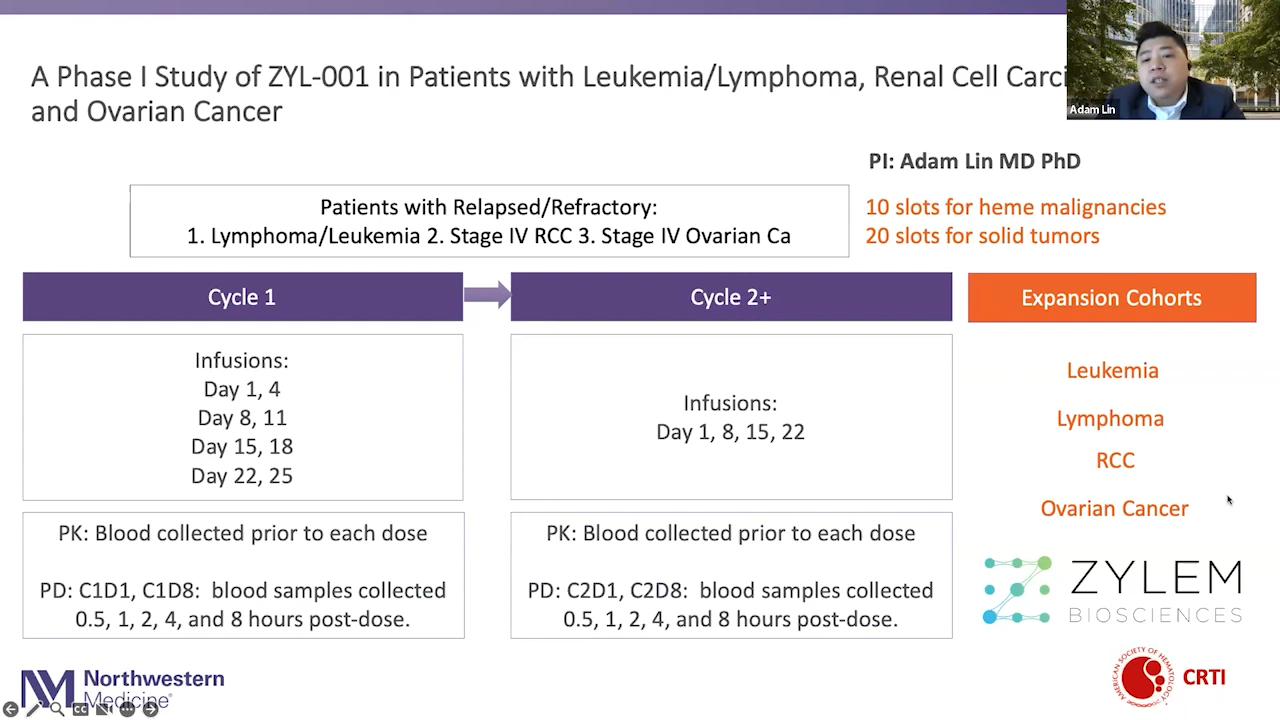 A Phase I Study of ZYL-001 in Patients with Leukemia/Lymphoma, Renal Cell Carci
and Ovarian Cancer
Adam Lin
PI: Adam Lin MD PhD
Patients with Relapsed/Refractory:
1. Lymphoma/Leukemia 2. Stage IV RCC 3. Stage IV Ovarian Ca
10 slots for heme malignancies
20 slots for solid tumors
Cycle 1
Cycle 2+
Expansion Cohorts
Infusions:
Day 1, 4
Day 8, 11
Day 15, 18
Day 22, 25
Infusions:
Day 1, 8, 15, 22
Leukemia
Lymphoma
RCC
Ovarian Cancer
PK: Blood collected prior to each dose
PD: C1D1, C1D8: blood samples collected
0.5, 1, 2, 4, and 8 hours post-dose.
PK: Blood collected prior to each dose
PD: C2D1, C2D8: blood samples collected
0.5, 1, 2, 4, and 8 hours post-dose.
ZYLEM
BIOSCIENCES
NM Northwestern
Medicine®
CC
AMERICAN SOCIETY OF HEMATOLOGY
CRTI